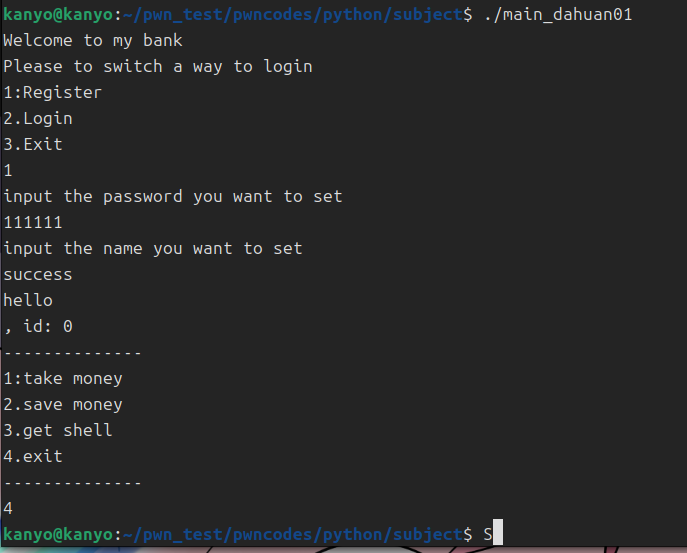 kanyo@kanyo:~/pwn_test/pwncodes/python/subject$ ./main_dahuan01
Welcome to my bank
Please to switch a way to login
1:Register
2.Login
3.Exit
1
input the password you want to set
111111
input the name you want to set
success
hello
, id: 0
--------------
1:take money
2.save money
3.get shell
4.exit
--------------
4
kanyo@kanyo:~/pwn_test/pwncodes/python/subject$ S